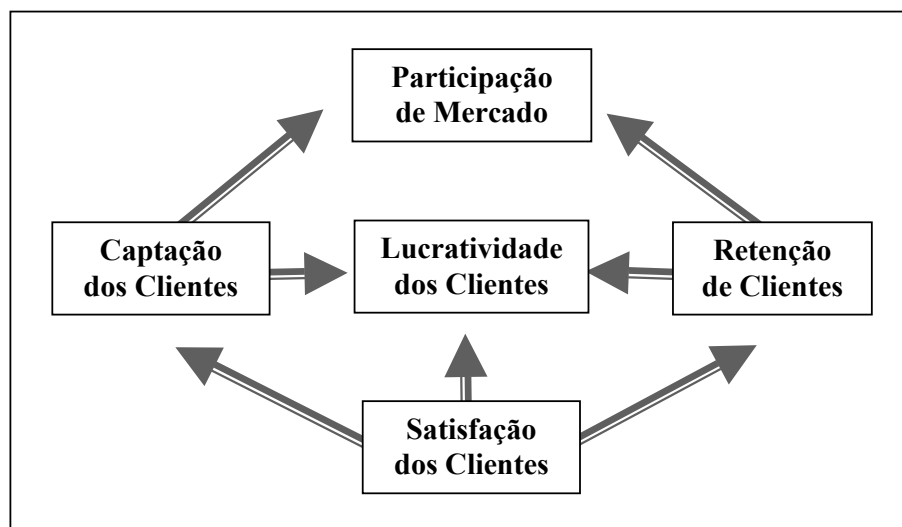 Participação
de Mercado
Captação
dos Clientes
Lucratividade
dos Clientes
Retenção
de Clientes
Satisfação
dos Clientes